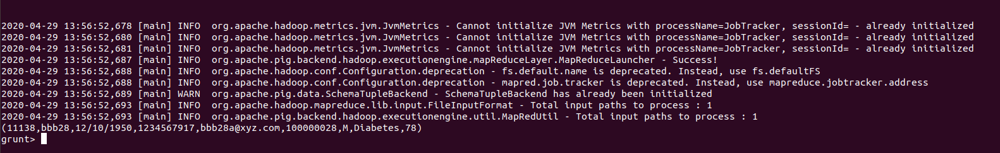 2020-04-29 13:56:52,678 [main] INFO  org.apache.hadoop.metrics.jvm.JvmMetrics - Cannot initialize JVM Metrics with processName=JobTracker, sessionId= - already initialized
2020-04-29 13:56:52,680 [main] INFO  org.apache.hadoop.metrics.jvm.JvmMetrics - Cannot initialize JVM Metrics with processName=JobTracker, sessionId= - already initialized
2020-04-29 13:56:52,681 [main] INFO  org.apache.hadoop.metrics.jvm.JvmMetrics - Cannot initialize JVM Metrics with processName=JobTracker, sessionId= - already initialized
2020-04-29 13:56:52,687 [main] INFO  org.apache.pig.backend.hadoop.executionengine.mapReduceLayer.MapReduceLauncher - Success!
2020-04-29 13:56:52,688 [main] INFO  org.apache.hadoop.conf.Configuration.deprecation - fs.default.name is deprecated. Instead, use fs.defaultFS
2020-04-29 13:56:52,688 [main] INFO  org.apache.hadoop.conf.Configuration.deprecation - mapred.job.tracker is deprecated. Instead, use mapreduce.jobtracker.address
2020-04-29 13:56:52,689 [main] WARN  org.apache.pig.data.SchemaTupleBackend - SchemaTupleBackend has already been initialized
2020-04-29 13:56:52,693 [main] INFO  org.apache.hadoop.mapreduce.lib.input.FileInputFormat - Total input paths to process : 1
2020-04-29 13:56:52,693 [main] INFO  org.apache.pig.backend.hadoop.executionengine.util.MapRedUtil - Total input paths to process : 1
(11138,bbb28,12/10/1950,1234567917,bbb28a@xyz.com,100000028,M,Diabetes,78)
grunt>